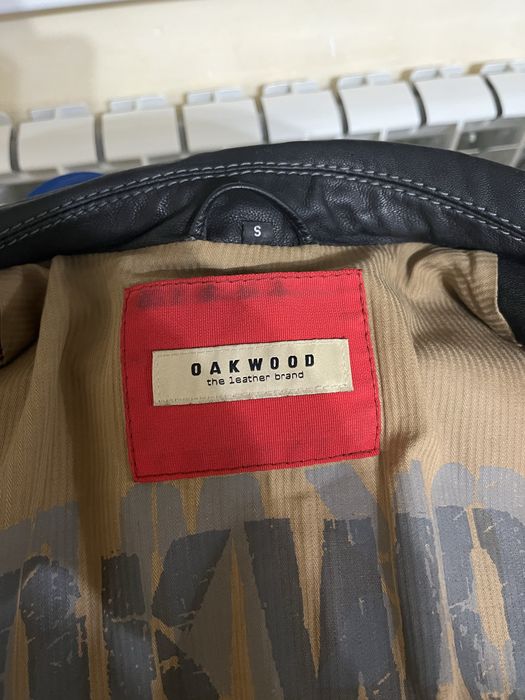 S
OAKWOOD
the leather brand